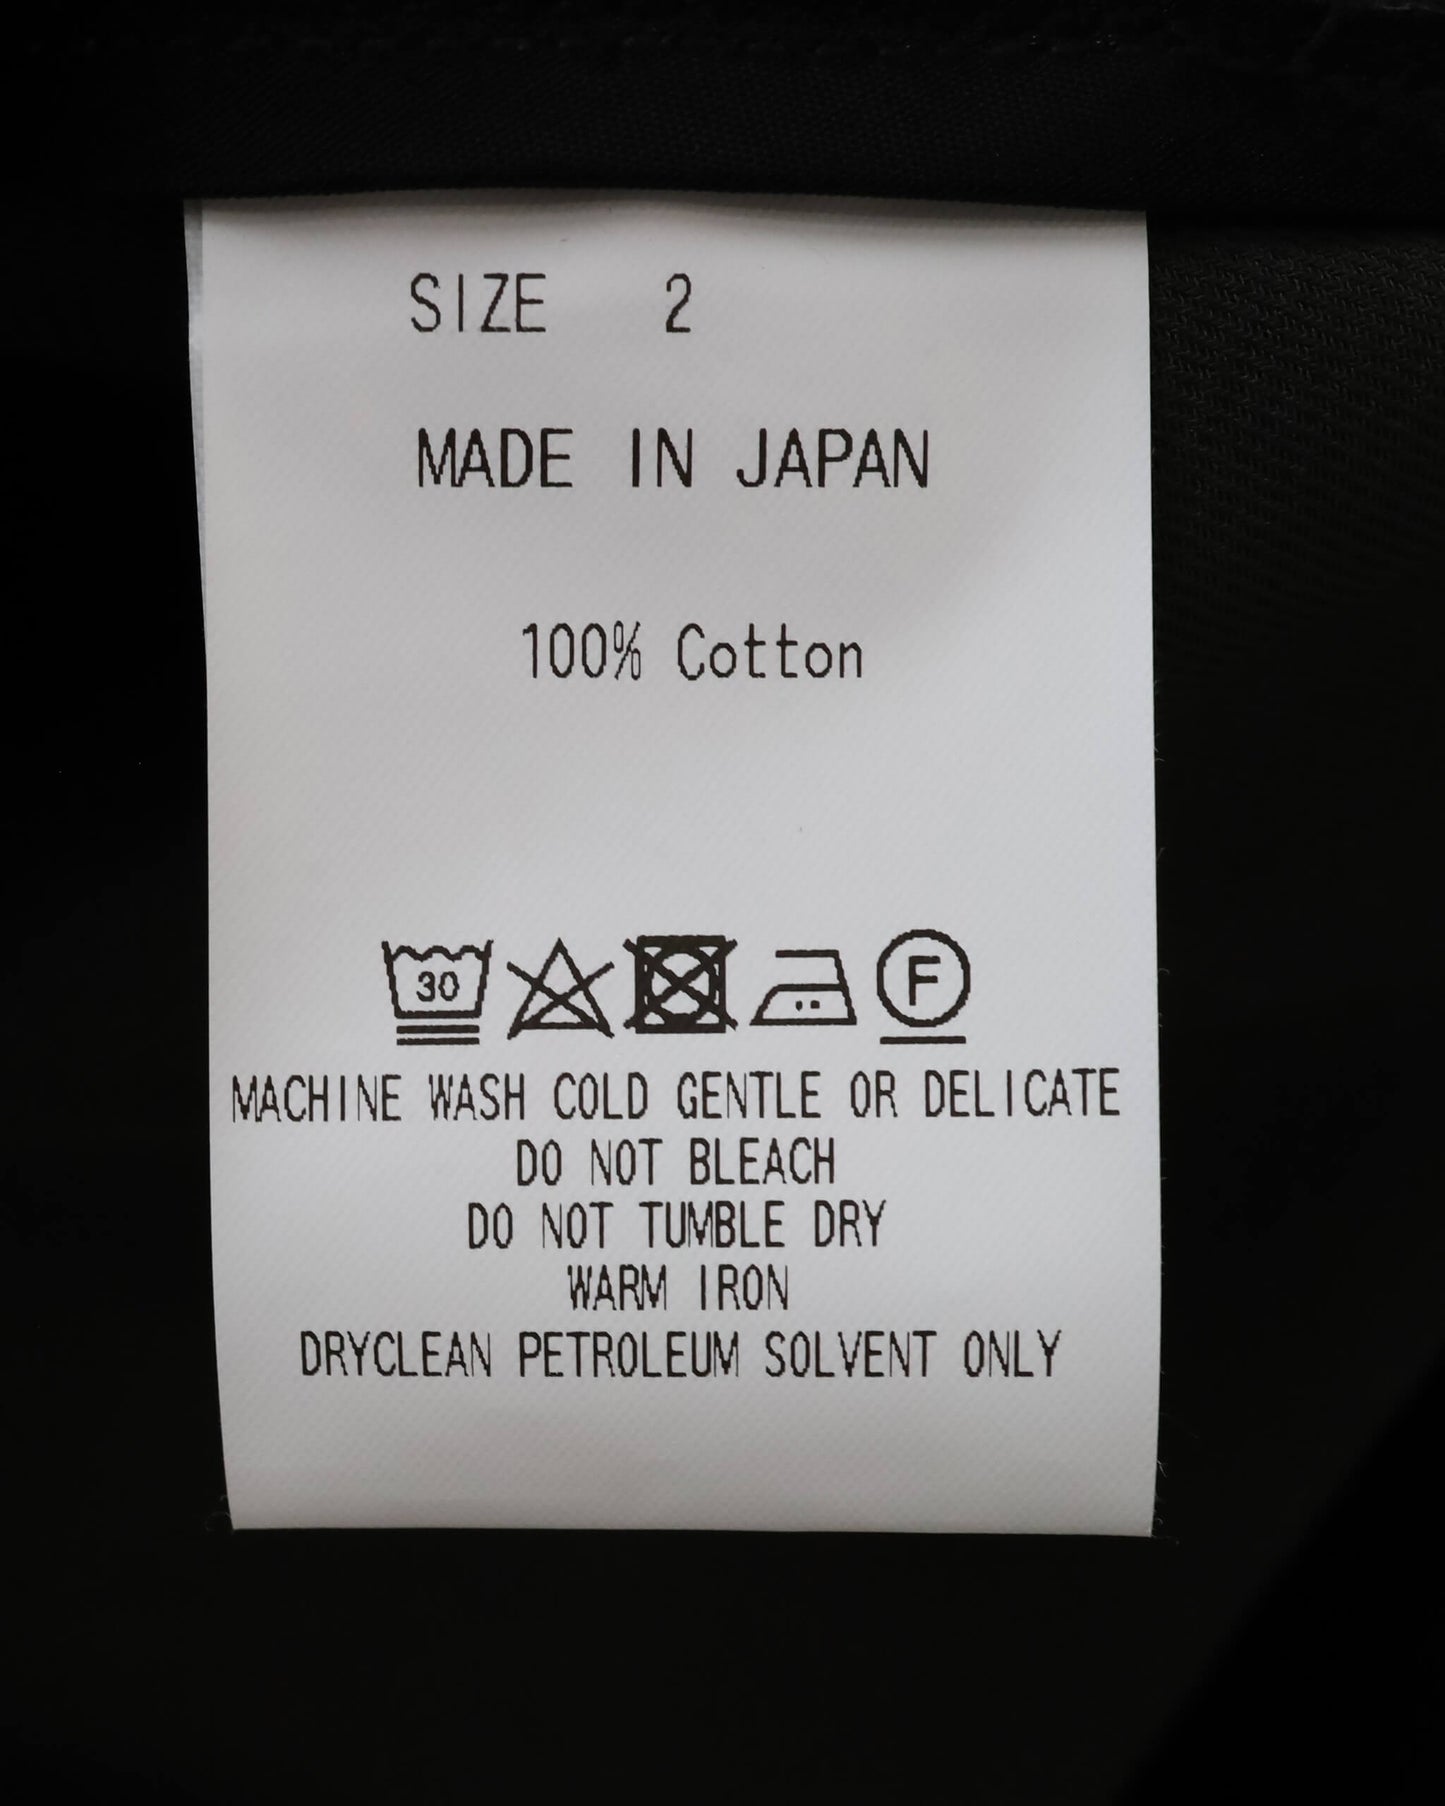 SIZE 2
MADE IN JAPAN
100% Cotton
30 F
MACHINE WASH COLD GENTLE OR DELICATE
DO NOT BLEACH
DO NOT TUMBLE DRY
WARM IRON
DRYCLEAN PETROLEUM SOLVENT ONLY